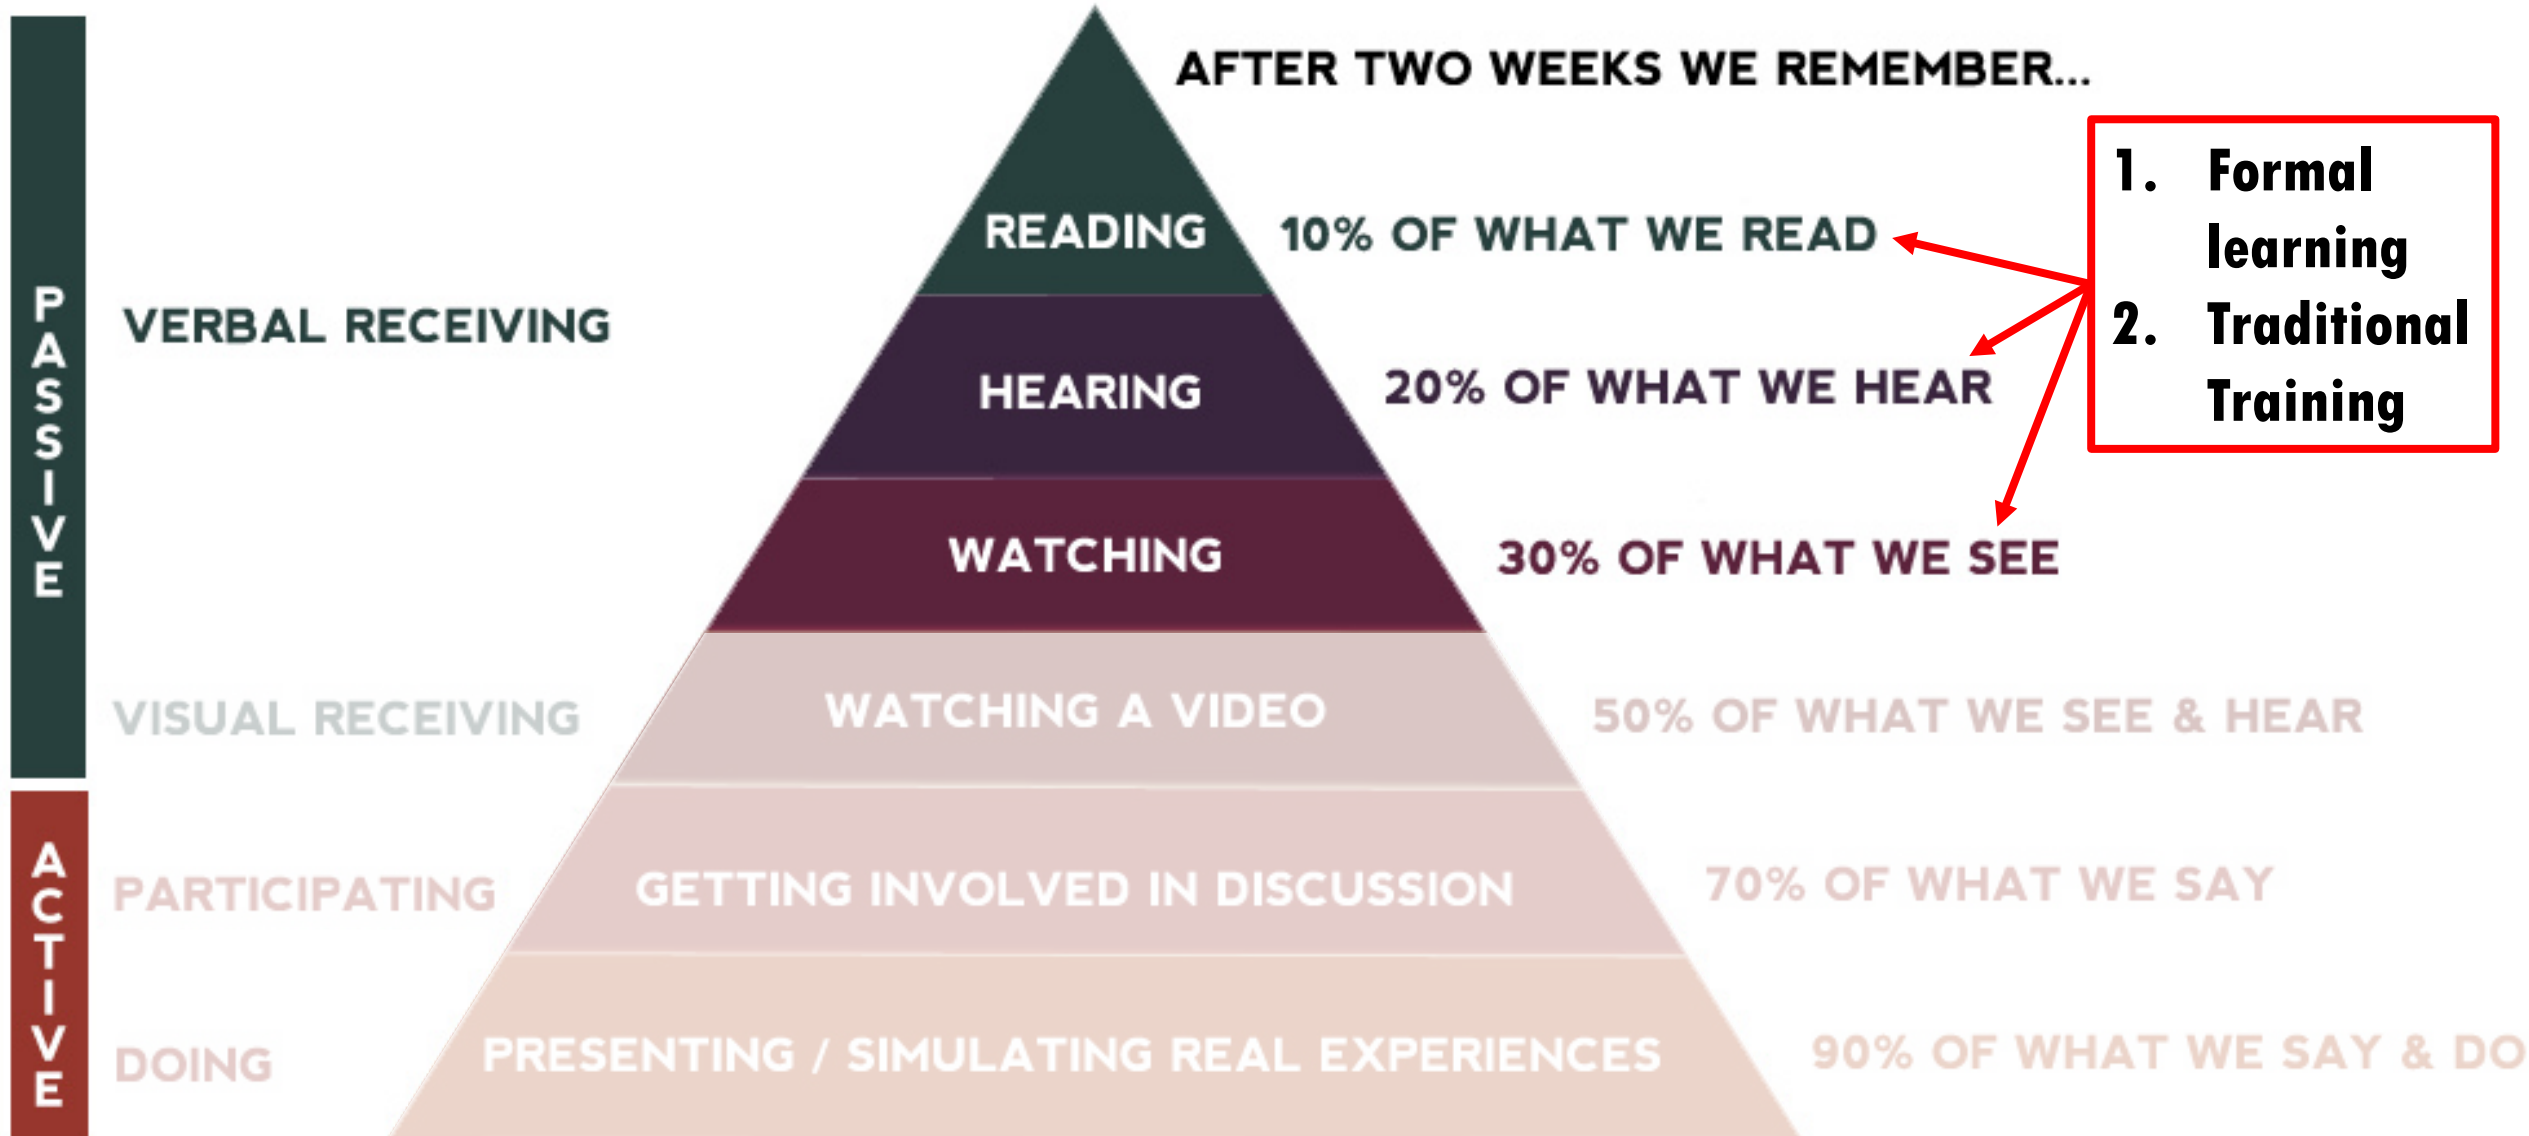 AFTER TWO WEEKS WE REMEMBER...
1. Formal
learning
2. Traditional
Training
PASSIVE
VERBAL RECEIVING
READING
10% OF WHAT WE READ
HEARING
20% OF WHAT WE HEAR
WATCHING
30% OF WHAT WE SEE
VISUAL RECEIVING
WATCHING A VIDEO
50% OF WHAT WE SEE & HEAR
ACTIVE
PARTICIPATING
GETTING INVOLVED IN DISCUSSION
70% OF WHAT WE SAY
DOING
PRESENTING / SIMULATING REAL EXPERIENCES
90% OF WHAT WE SAY & DO